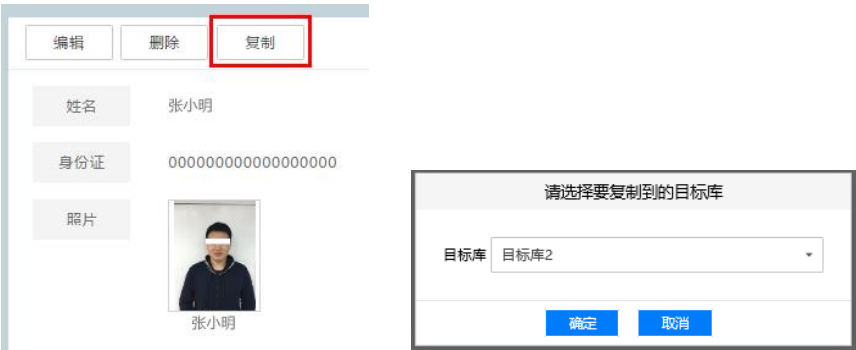 编辑 删除 复制
姓名 张小明
身份证 000000000000000000
照片
张小明
请选择要复制到的目标库
目标库 目标库2
确定 取消